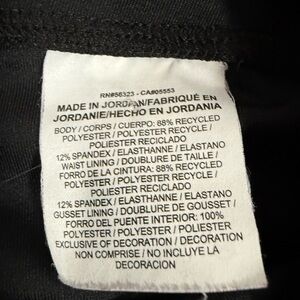 RN#56323 - CA#05553
MADE IN JORDAN/FABRIQUÉ EN
JORDANIE/HECHO EN JORDANIA
BODY / CORPS / CUERPO: 88% RECYCLED
POLYESTER / POLYESTER RECYCLE /
POLIESTER RECICLADO
12% SPANDEX / ELASTHANNE / ELASTANO
WAIST LINING / DOUBLURE DE TAILLE /
FORRO DE LA CINTURA: 88% RECYCLED
POLYESTER / POLYESTER RECYCLE /
POLIESTER RECICLADO
12% SPANDEX / ELASTHANNE / ELASTANO
GUSSET LINING / DOUBLURE DU GOUSSET /
FORRO DEL PUENTE INTERIOR: 100%
POLYESTER / POLYESTER / POLIESTER
EXCLUSIVE OF DECORATION / DECORATION
NON COMPRISE / NO INCLUYE LA
DECORACION